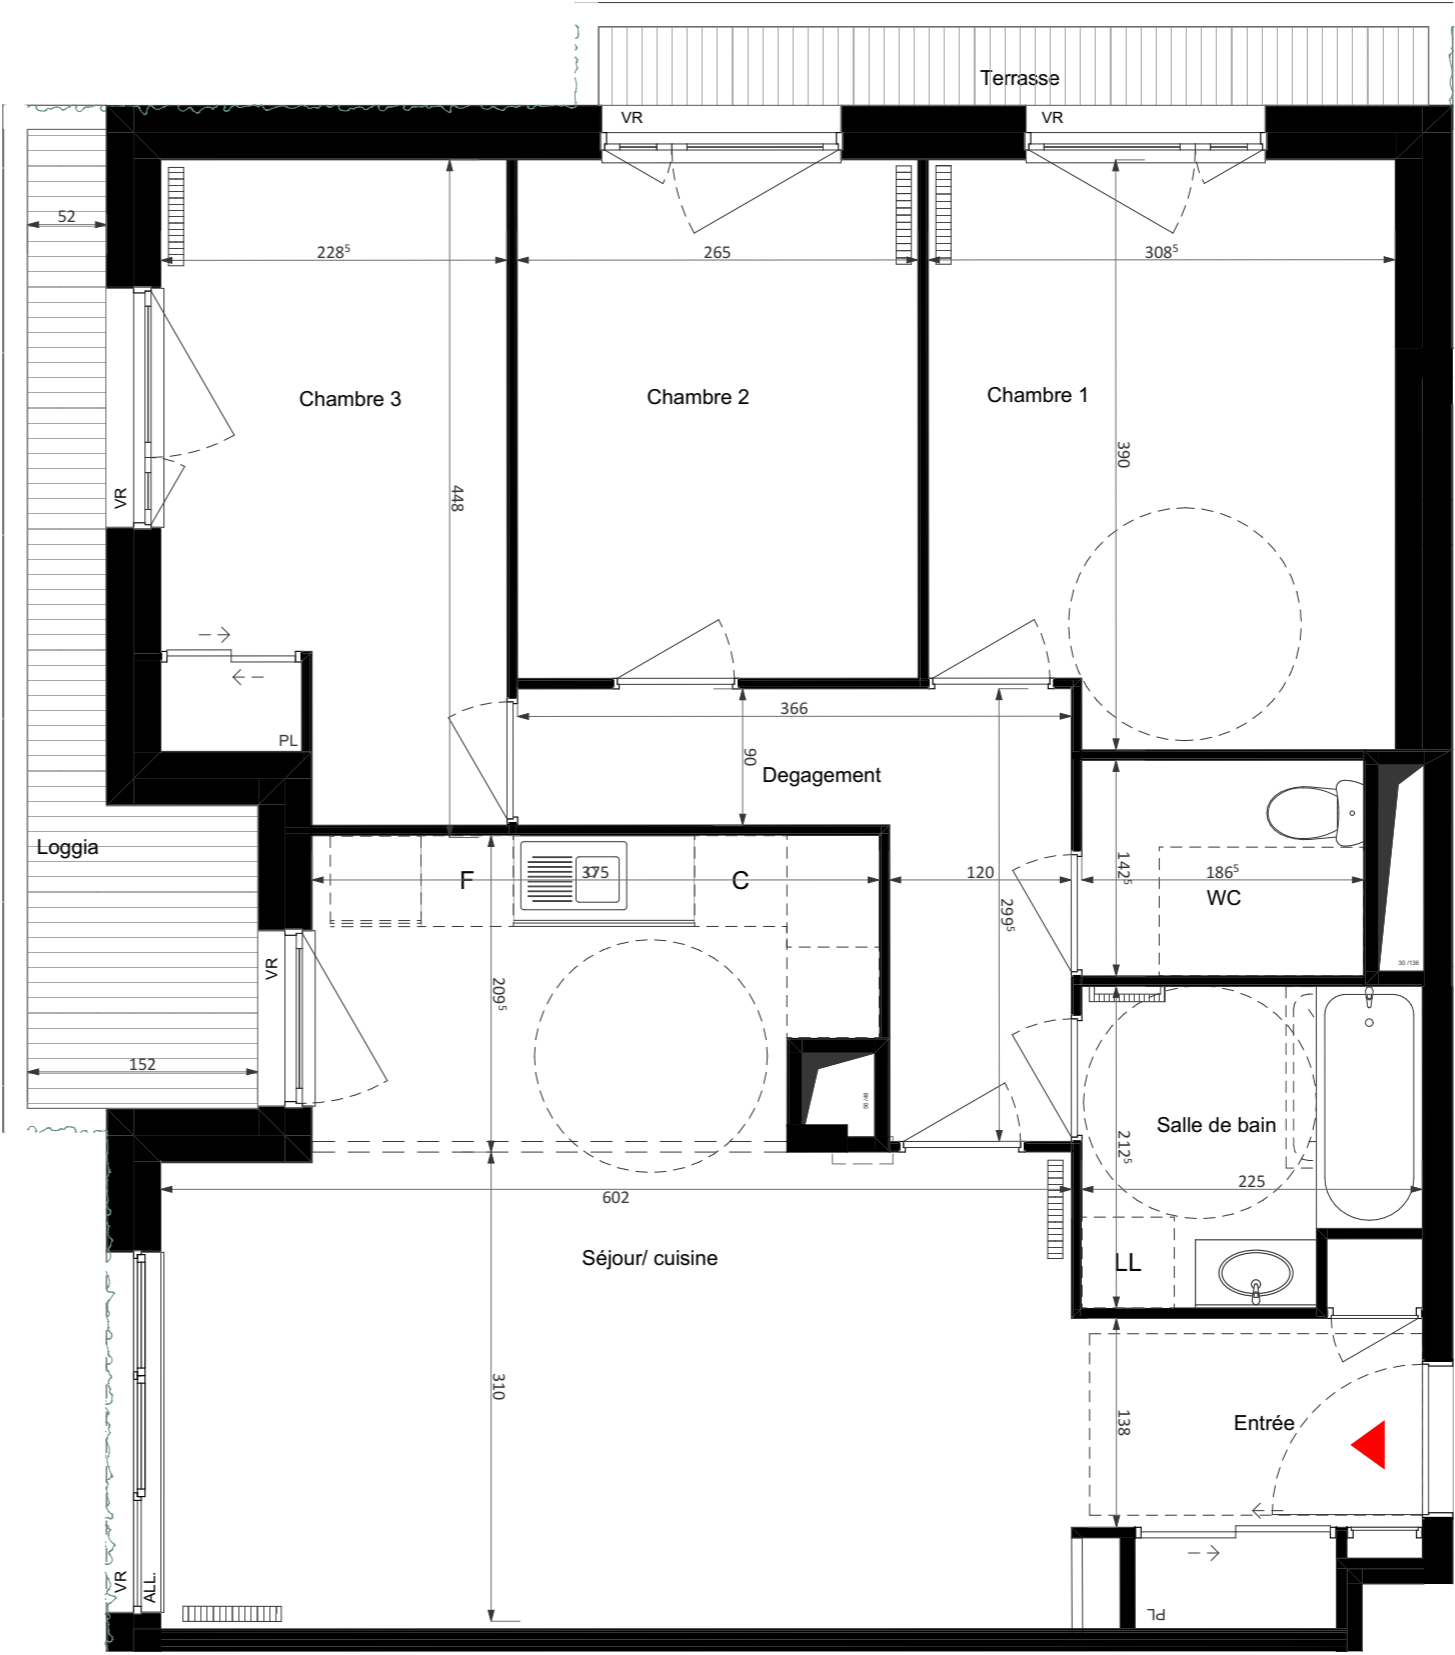 Terrasse
VR
VR
52
228⁵
265
308⁵
Chambre 3
Chambre 2
Chambre 1
390
448
VR
366
PL
90
Degagement
Loggia
F
375
C
120
142⁵
186⁵
WC
299⁵
VR
209⁵
30 /136
152
Salle de bain
212⁵
225
602
Séjour/ cuisine
LL
310
138
Entrée
VR
ALL.
PL